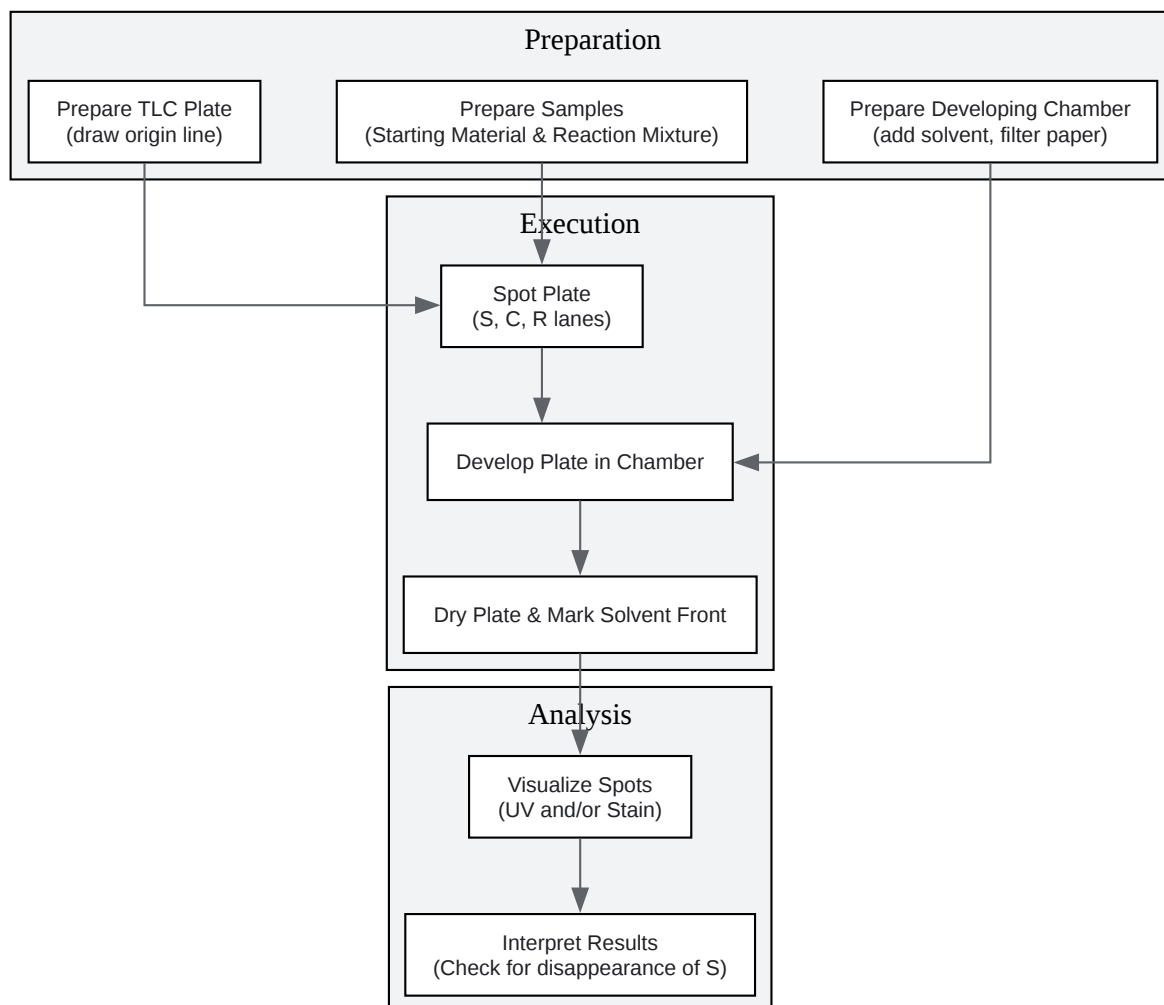 Preparation
Prepare TLC Plate
(draw origin line)
Prepare Samples
(Starting Material & Reaction Mixture)
Prepare Developing Chamber
(add solvent, filter paper)
Execution
Spot Plate
(S, C, R lanes)
Develop Plate in Chamber
Dry Plate & Mark Solvent Front
Analysis
Visualize Spots
(UV and/or Stain)
Interpret Results
(Check for disappearance of S)